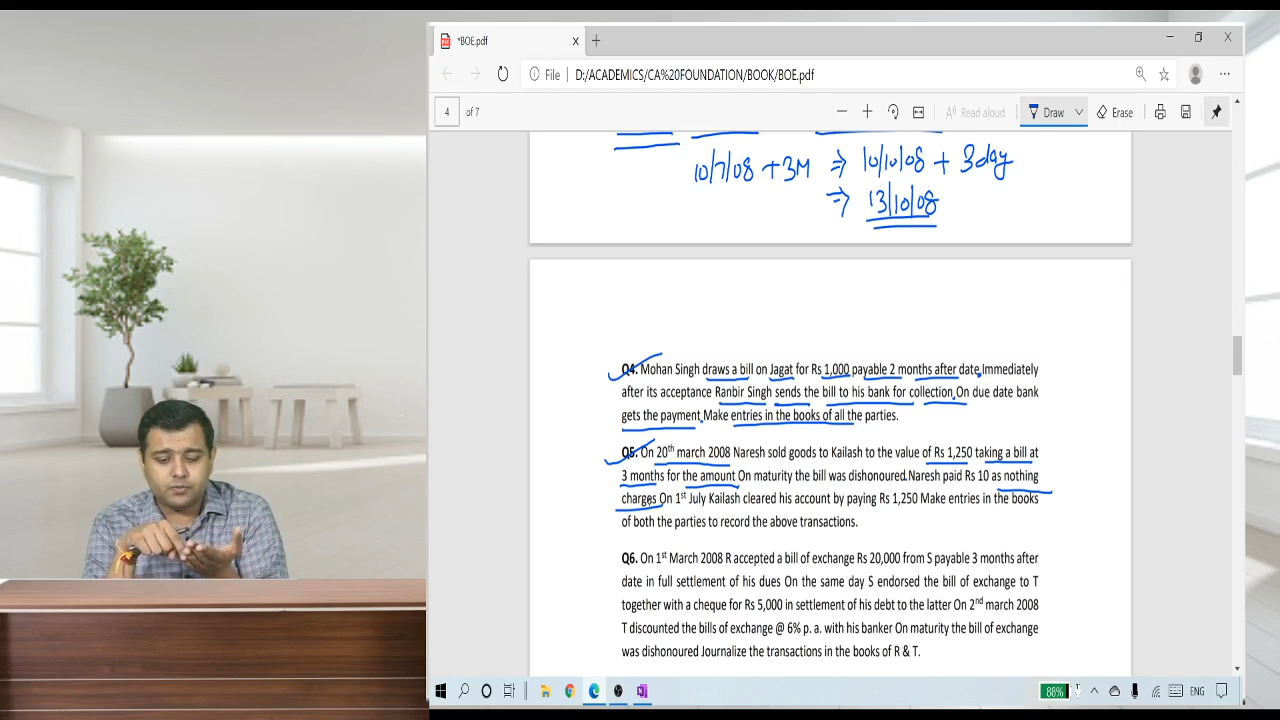 *BOE.pdf
File D:/ACADEMICS/CA%20FOUNDATION/BOOK/BOE.pdf
4 of 7 Read aloud Draw Erase
10/7/08 + 3M ⇒ 10/10/08 + 3 day
⇒ 13/10/08
Q4. Mohan Singh draws a bill on Jagat for Rs 1,000 payable 2 months after date.Immediately
after its acceptance Ranbir Singh sends the bill to his bank for collection.On due date bank
gets the payment.Make entries in the books of all the parties.
Q5. On 20th march 2008 Naresh sold goods to Kailash to the value of Rs 1,250 taking a bill at
3 months for the amount On maturity the bill was dishonoured.Naresh paid Rs 10 as nothing
charges On 1st July Kailash cleared his account by paying Rs 1,250 Make entries in the books
of both the parties to record the above transactions.
Q6. On 1st March 2008 R accepted a bill of exchange Rs 20,000 from S payable 3 months after
date in full settlement of his dues On the same day S endorsed the bill of exchange to T
together with a cheque for Rs 5,000 in settlement of his debt to the latter On 2nd march 2008
T discounted the bills of exchange @ 6% p. a. with his banker On maturity the bill of exchange
was dishonoured Journalize the transactions in the books of R & T.
88% ENG